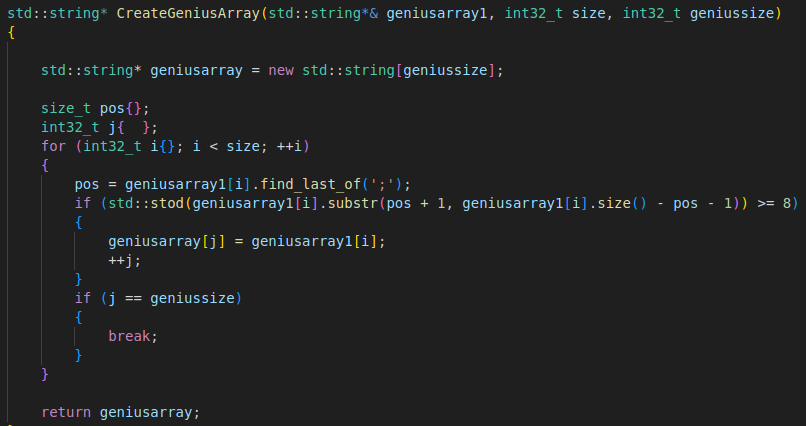 std::string* CreateGeniusArray(std::string*& geniusarray1, int32_t size, int32_t geniussize)
{
    std::string* geniusarray = new std::string[geniussize];
    size_t pos{};
    int32_t j{  };
    for (int32_t i{}; i < size; ++i)
    {
        pos = geniusarray1[i].find_last_of(';');
        if (std::stod(geniusarray1[i].substr(pos + 1, geniusarray1[i].size() - pos - 1)) >= 8)
        {
            geniusarray[j] = geniusarray1[i];
            ++j;
        }
        if (j == geniussize)
        {
            break;
        }
    }
    return geniusarray;